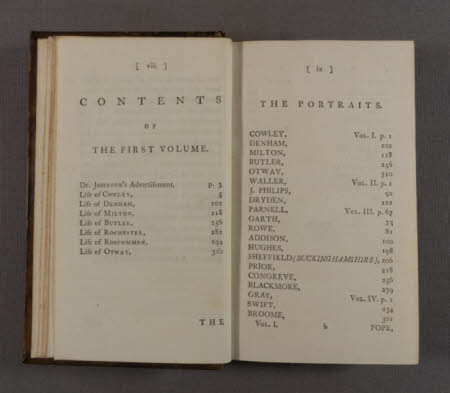 [ viii ]
CONTENTS
OF
THE FIRST VOLUME.
Dr. Johnson's Advertisement. p. 3
Life of Cowley, 5
Life of Denham, 102
Life of Milton, 118
Life of Butler, 256
Life of Rochester, 282
Life of Roscommon, 294
Life of Otway, 310
THE
[ ix ]
THE PORTRAITS.
COWLEY, Vol. I. p. 1
DENHAM, 102
MILTON, 118
BUTLER, 256
OTWAY, 310
WALLER, Vol. II. p. 1
J. PHILIPS, 92
DRYDEN, 121
PARNELL, Vol. III. p. 67
GARTH, 73
ROWE, 81
ADDISON, 100
HUGHES, 198
SHEFFIELD (BUCKINGHAMSHIRE), 206
PRIOR, 218
CONGREVE, 256
BLACKMORE, 279
GRAY, Vol. IV. p. 1
SWIFT, 234
BROOME, 301
Vol. I. b POPE,